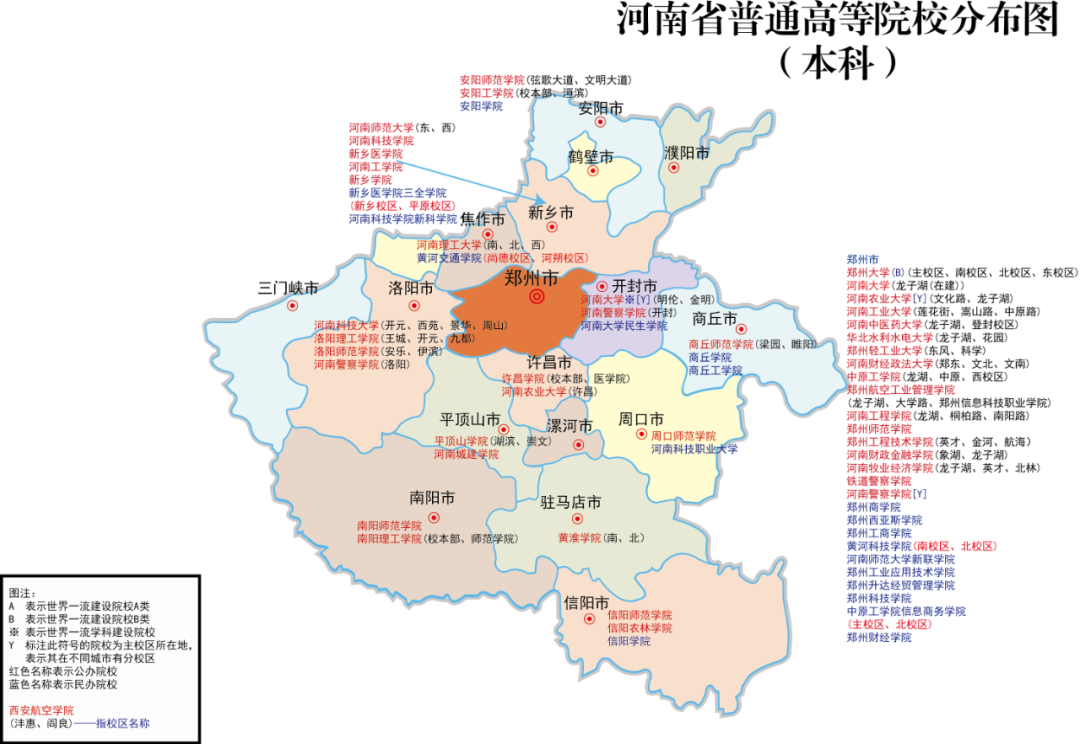 河南省普通高等院校分布图
（本科）
安阳师范学院(弦歌大道、文明大道)
安阳工学院(校本部、洹滨)
安阳学院
安阳市
河南师范大学(东、西)
河南科技学院
新乡医学院
河南工学院
新乡学院
新乡医学院三全学院
(新乡校区、平原校区)
河南科技学院新科学院
鹤壁市
濮阳市
新乡市
焦作市
河南理工大学(南、北、西)
黄河交通学院(尚德校区、河朔校区)
郑州市
三门峡市
洛阳市
河南科技大学(开元、西苑、景华、周山)
洛阳理工学院(王城、开元、九都)
洛阳师范学院(安乐、伊滨)
河南警察学院(洛阳)
开封市
河南大学※[Y](明伦、金明)
河南警察学院(开封)
河南大学民生学院
商丘市
商丘师范学院(梁园、睢阳)
商丘学院
商丘工学院
许昌市
许昌学院(校本部、医学院)
河南农业大学(许昌)
平顶山市
平顶山学院(湖滨、崇文)
河南城建学院
漯河市
周口市
周口师范学院
河南科技职业大学
南阳市
南阳师范学院
南阳理工学院(校本部、师范学院)
驻马店市
黄淮学院(南、北)
信阳市
信阳师范学院
信阳农林学院
信阳学院
郑州市
郑州大学(B)(主校区、南校区、北校区、东校区)
河南大学(龙子湖(在建))
河南农业大学[Y](文化路、龙子湖)
河南工业大学(莲花街、嵩山路、中原路)
河南中医药大学(龙子湖、登封校区)
华北水利水电大学(龙子湖、花园)
郑州轻工业大学(东风、科学)
河南财经政法大学(郑东、文北、文南)
中原工学院(龙湖、中原、西校区)
郑州航空工业管理学院
(龙子湖、大学路、郑州信息科技职业学院)
河南工程学院(龙湖、桐柏路、南阳路)
郑州师范学院
郑州工程技术学院(英才、金河、航海)
河南财政金融学院(象湖、龙子湖)
河南牧业经济学院(龙子湖、英才、北林)
铁道警察学院
河南警察学院[Y]
郑州商学院
郑州西亚斯学院
郑州工商学院
黄河科技学院(南校区、北校区)
河南师范大学新联学院
郑州工业应用技术学院
郑州升达经贸管理学院
郑州科技学院
中原工学院信息商务学院
(主校区、北校区)
郑州财经学院
图注：
A 表示世界一流建设院校A类
B 表示世界一流建设院校B类
※ 表示世界一流学科建设院校
Y 标注此符号的院校为主校区所在地，
表示其在不同城市有分校区
红色名称表示公办院校
蓝色名称表示民办院校
西安航空学院
(沣惠、阎良)——指校区名称